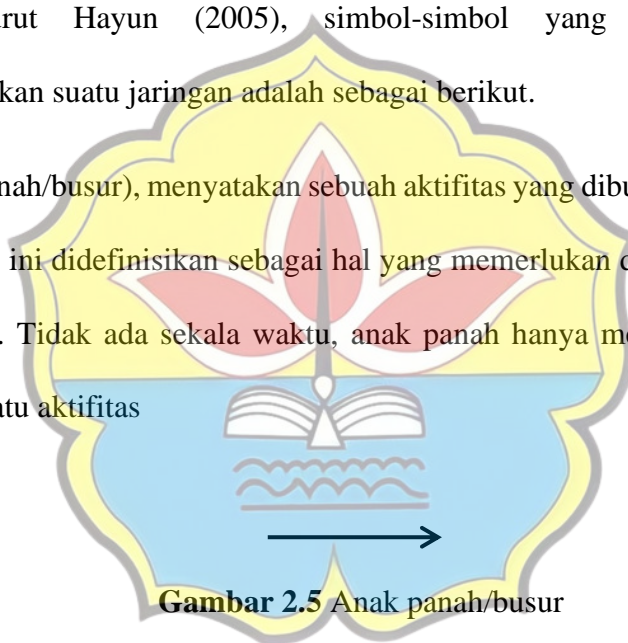 rut Hayun (2005), simbol-simbol yang
kan suatu jaringan adalah sebagai berikut.
nah/busur), menyatakan sebuah aktifitas yang dibu
ini didefinisikan sebagai hal yang memerlukan
. Tidak ada sekala waktu, anak panah hanya me
atu aktifitas
Gambar 2.5 Anak panah/busur